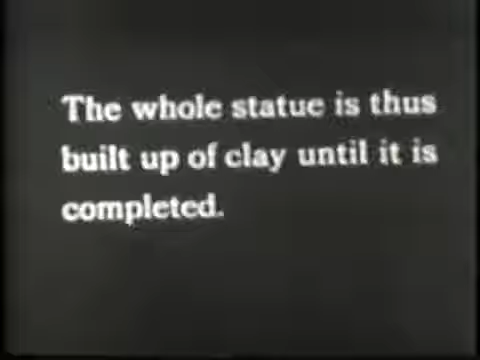 The whole statue is thus
built up of clay until it is
completed.